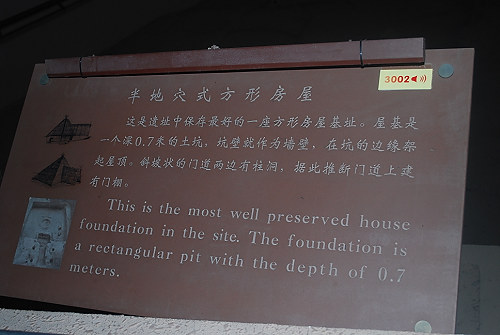 3002
半地穴式方形房屋
这是遗址中保存最好的一座方形房屋基址。屋基是
一个深0.7米的土坑，坑壁就作为墙壁，在坑的边缘架
起屋顶。斜坡状的门道两边有柱洞，据此推断门道上建
有门棚。
This is the most well preserved house
foundation in the site. The foundation is
a rectangular pit with the depth of 0.7
meters.